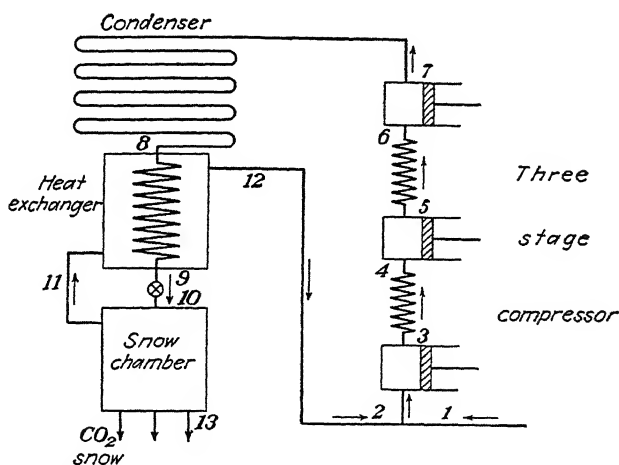 Condenser
7
6
8
Heat
exchanger
12
Three
5
stage
11
9
10
4
compressor
Snow
chamber
3
13
2
1
CO₂
snow